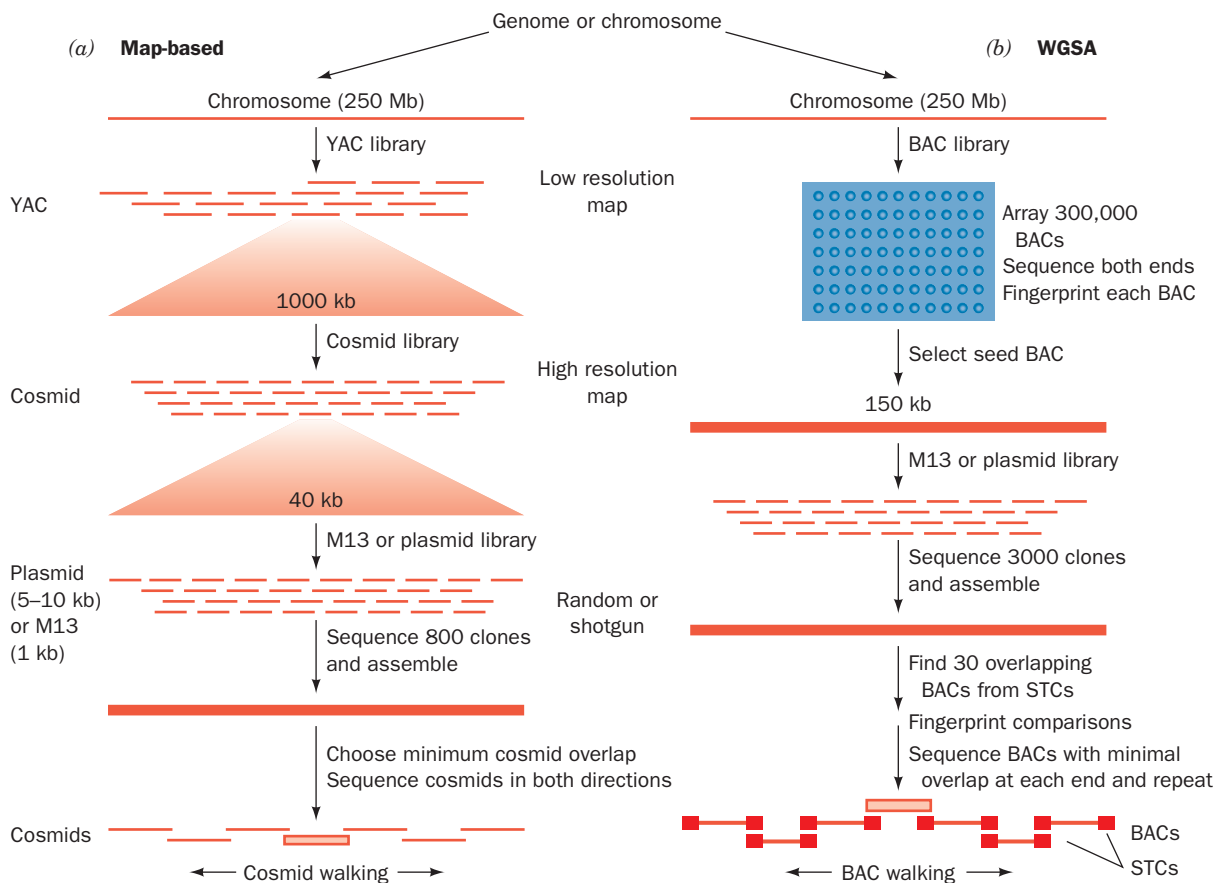 Genome or chromosome
(a) Map-based
Chromosome (250 Mb)
YAC library
YAC
Low resolution
map
1000 kb
Cosmid library
Cosmid
High resolution
map
40 kb
M13 or plasmid library
Plasmid
(5–10 kb)
or M13
(1 kb)
Random or
shotgun
Sequence 800 clones
and assemble
Choose minimum cosmid overlap
Sequence cosmids in both directions
Cosmids
Cosmid walking
(b) WGSA
Chromosome (250 Mb)
BAC library
Array 300,000
BACs
Sequence both ends
Fingerprint each BAC
Select seed BAC
150 kb
M13 or plasmid library
Sequence 3000 clones
and assemble
Find 30 overlapping
BACs from STCs
Fingerprint comparisons
Sequence BACs with minimal
overlap at each end and repeat
BACs
STCs
BAC walking